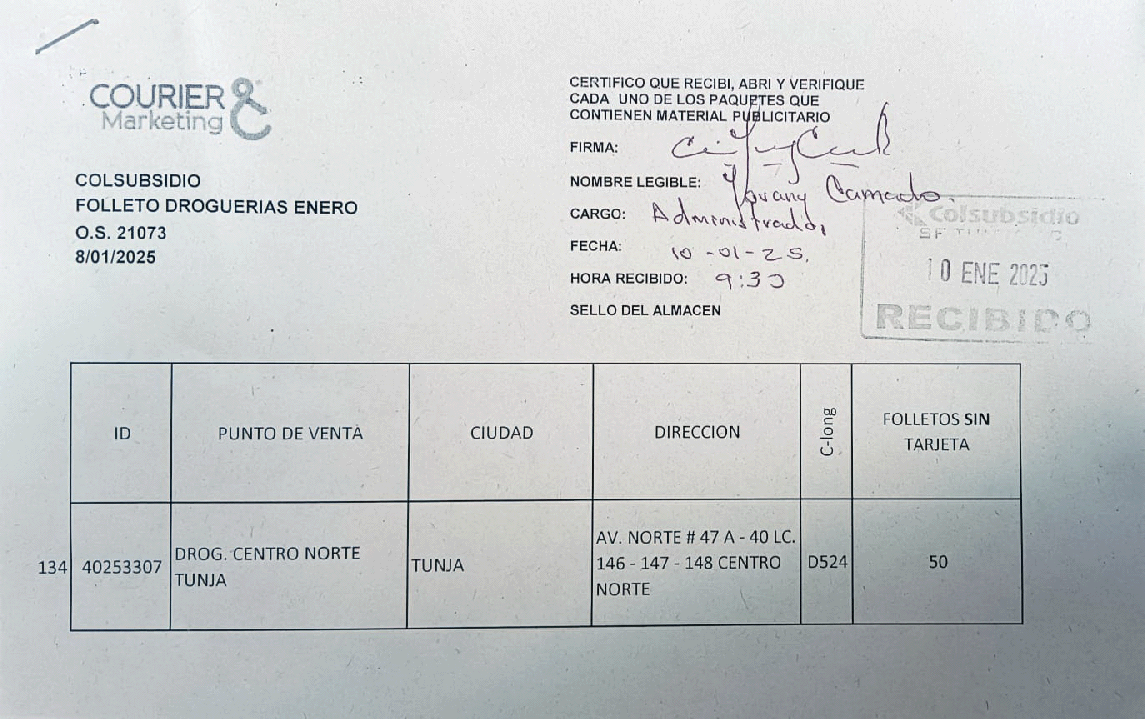 COURIER &
Marketing
COLSUBSIDIO
FOLLETO DROGUERIAS ENERO
O.S. 21073
8/01/2025
CERTIFICO QUE RECIBI, ABRI Y VERIFIQUE
CADA UNO DE LOS PAQUETES QUE
CONTIENEN MATERIAL PUBLICITARIO
FIRMA:
NOMBRE LEGIBLE:
CARGO: Administrador
FECHA: 10-01-25.
HORA RECIBIDO: 9:30
SELLO DEL ALMACEN
Colsubsidio
10 ENE 2025
RECIBIDO
ID PUNTO DE VENTA CIUDAD DIRECCION C-long FOLLETOS SIN
TARJETA
134 40253307 DROG. CENTRO NORTE
TUNJA
TUNJA
AV. NORTE # 47 A - 40 LC.
146 - 147 - 148 CENTRO
NORTE
D524
50